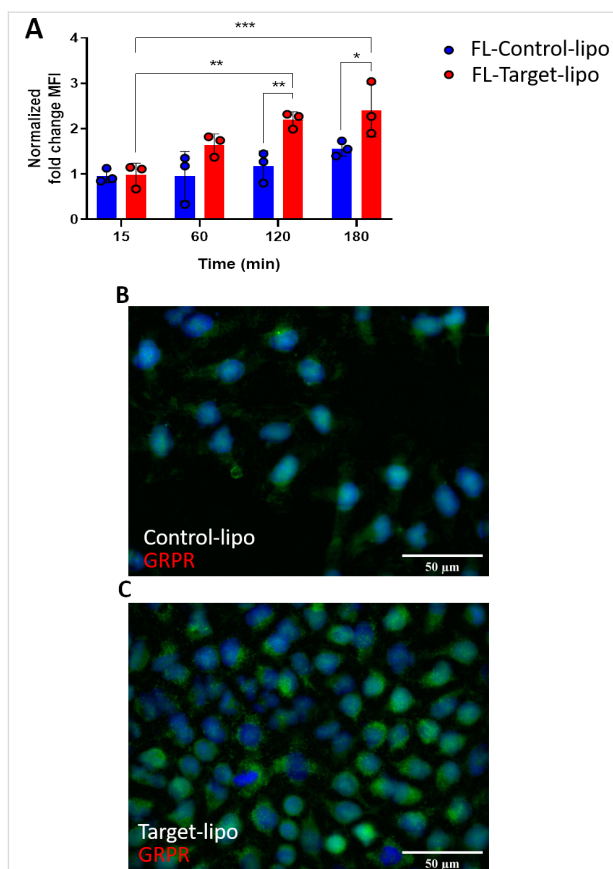 A
***
**
**
*
FL-Control-lipo
FL-Target-lipo
Normalized
fold change MFI
4
3
2
1
0
15 60 120 180
Time (min)
B
Control-lipo
GRPR
50 μm
C
Target-lipo
GRPR
50 μm